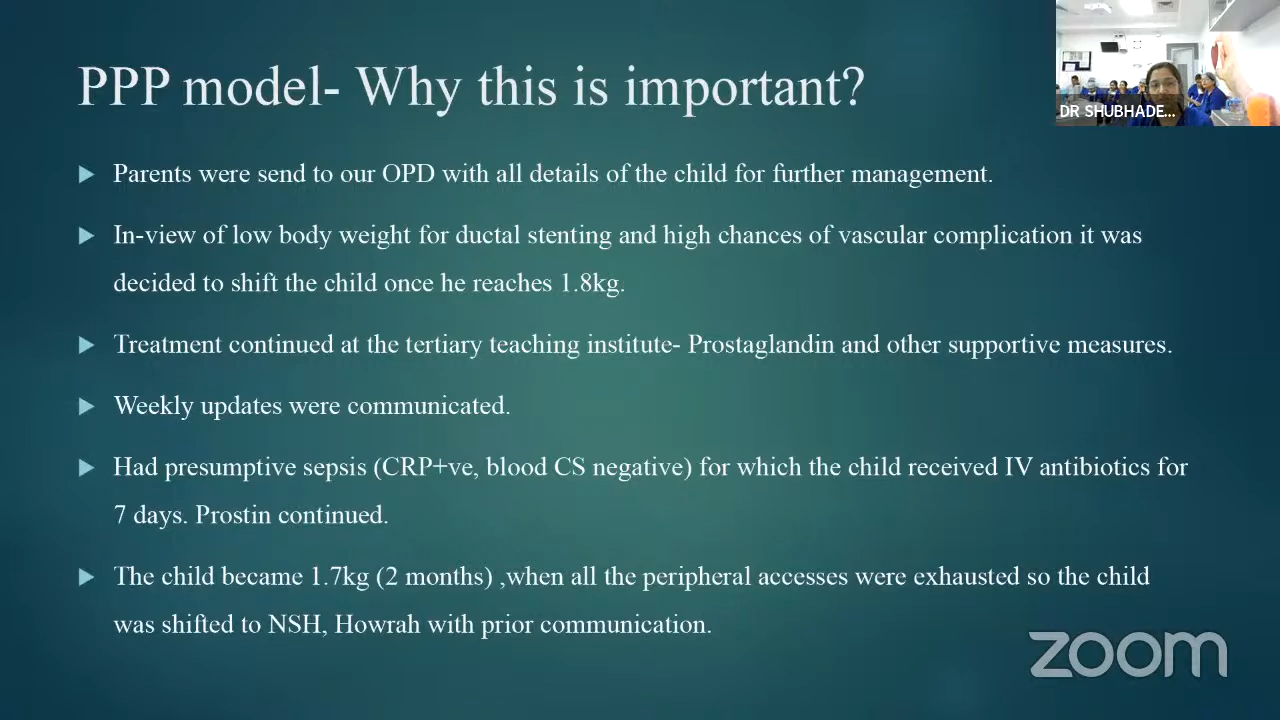 PPP model- Why this is important?
DR SHUBHADE...
Parents were send to our OPD with all details of the child for further management.
In-view of low body weight for ductal stenting and high chances of vascular complication it was
decided to shift the child once he reaches 1.8kg.
Treatment continued at the tertiary teaching institute- Prostaglandin and other supportive measures.
Weekly updates were communicated.
Had presumptive sepsis (CRP+ve, blood CS negative) for which the child received IV antibiotics for
7 days. Prostin continued.
The child became 1.7kg (2 months) ,when all the peripheral accesses were exhausted so the child
was shifted to NSH, Howrah with prior communication.
zoom